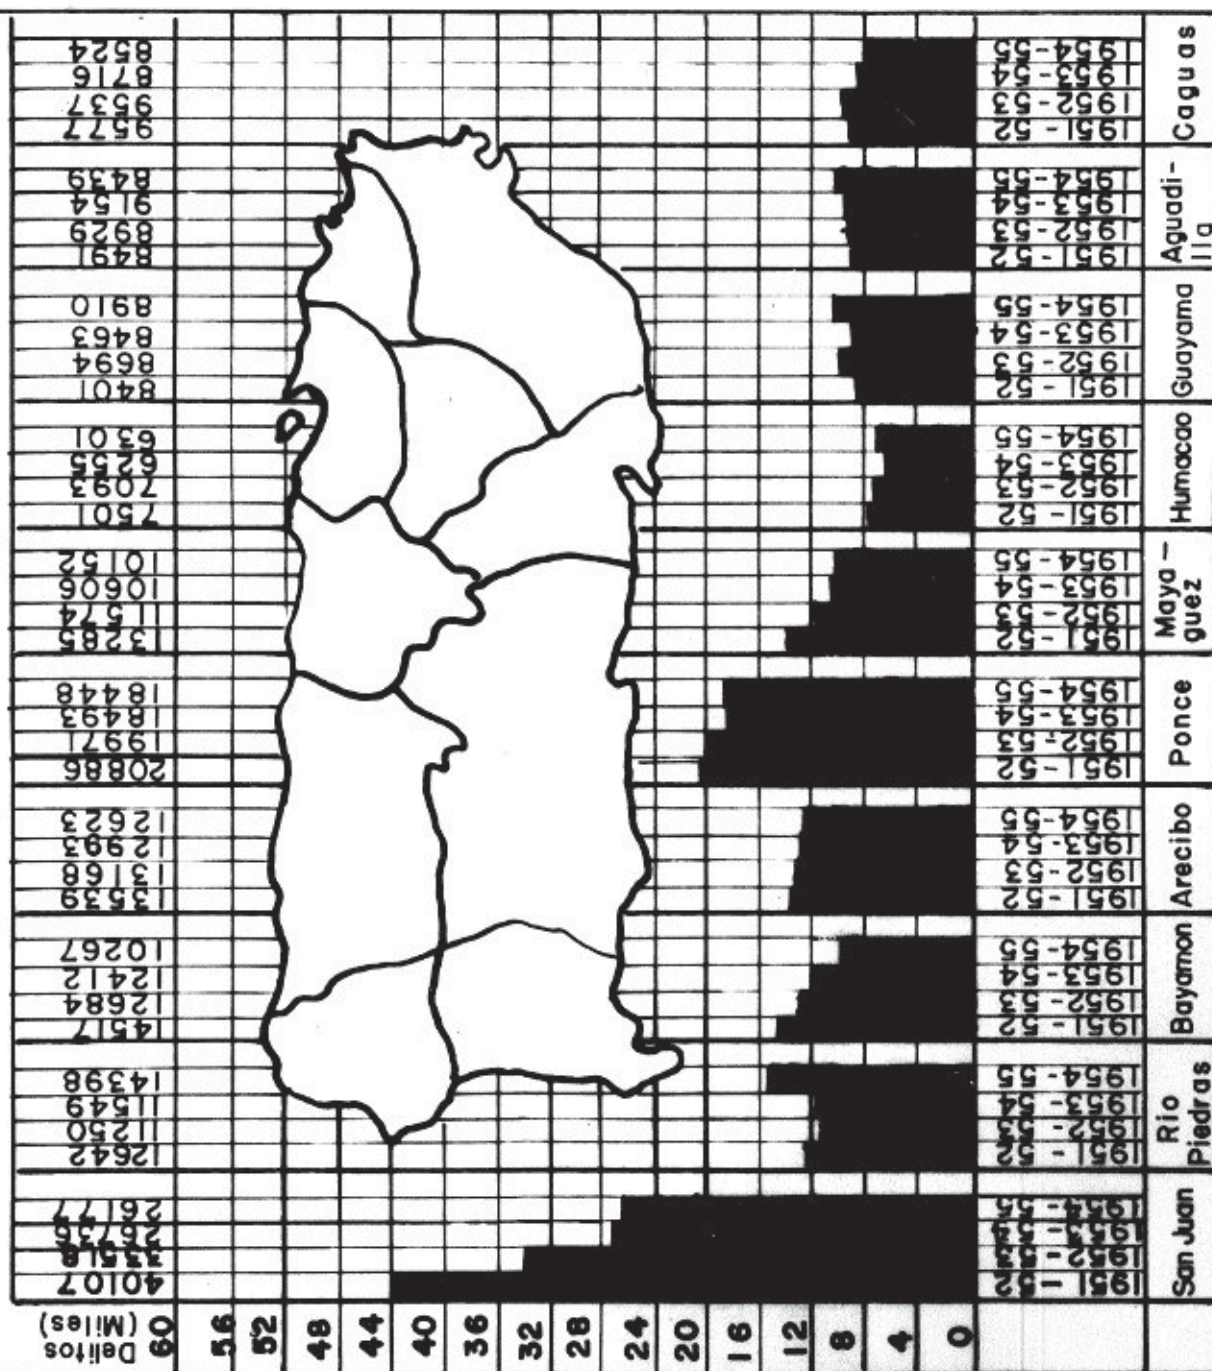 8524 1954-55 Caguas
8716 1953-54
9537 1952-53
9577 1951-52
8439 1954-55 Aguadi-
9154 1953-54 lla
8929 1952-53
8491 1951-52
8910 1954-55 Guayama
8463 1953-54
8694 1952-53
8401 1951-52
6301 1954-55 Humacao
6255 1953-54
7093 1952-53
7501 1951-52
10152 1954-55 Maya-
10606 1953-54 guez
11574 1952-53
13285 1951-52
18448 1954-55 Ponce
18493 1953-54
19971 1952-53
20886 1951-52
12623 1954-55 Arecibo
12993 1953-54
13168 1952-53
13539 1951-52
10267 1954-55 Bayamon
12412 1953-54
12684 1952-53
14517 1951-52
14398 1954-55 Rio
11549 1953-54 Piedras
11250 1952-53
12642 1951-52
26177 1954-55 San Juan
26736 1953-54
1952-53
40107 1951-52
Delitos
(Miles)
60 56 52 48 44 40 36 32 28 24 20 16 12 8 4 0